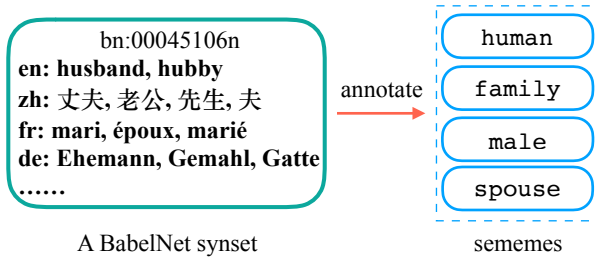 bn:00045106n
en: husband, hubby
zh: 丈夫, 老公, 先生, 夫
fr: mari, époux, marié
de: Ehemann, Gemahl, Gatte
......
A BabelNet synset
annotate
human
family
male
spouse
sememes